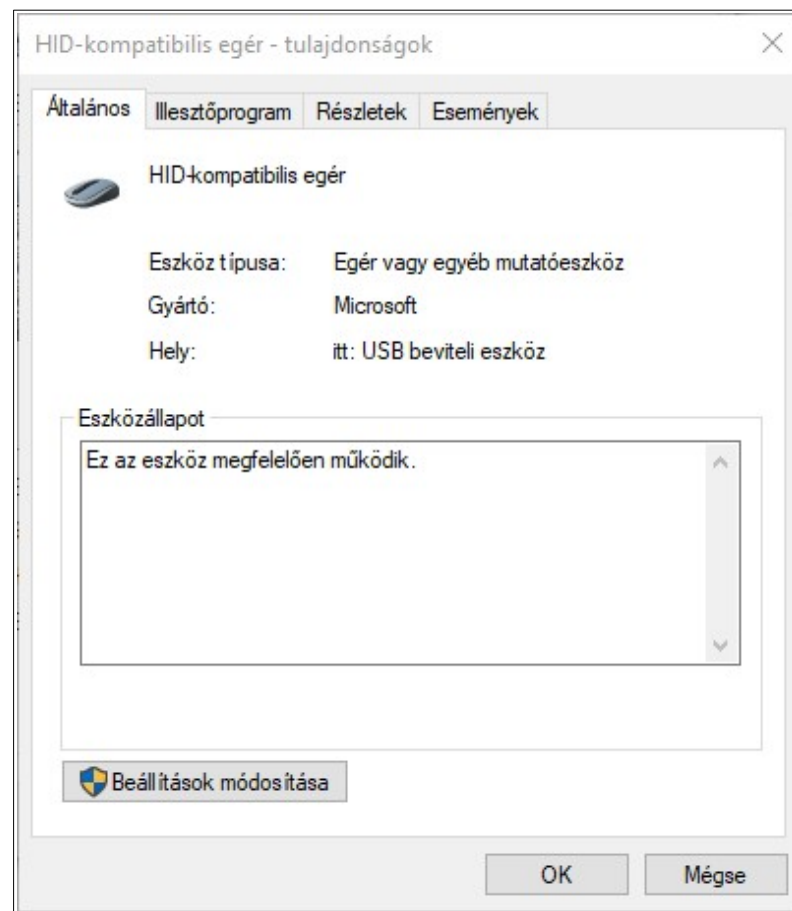 HID-kompatibilis egér - tulajdonságok
Általános Illesztőprogram Részletek Események
HID-kompatibilis egér
Eszköz típusa: Egér vagy egyéb mutatóeszköz
Gyártó: Microsoft
Hely: itt: USB beviteli eszköz
Eszközállapot
Ez az eszköz megfelelően működik.
Beállítások módosítása
OK Mégse